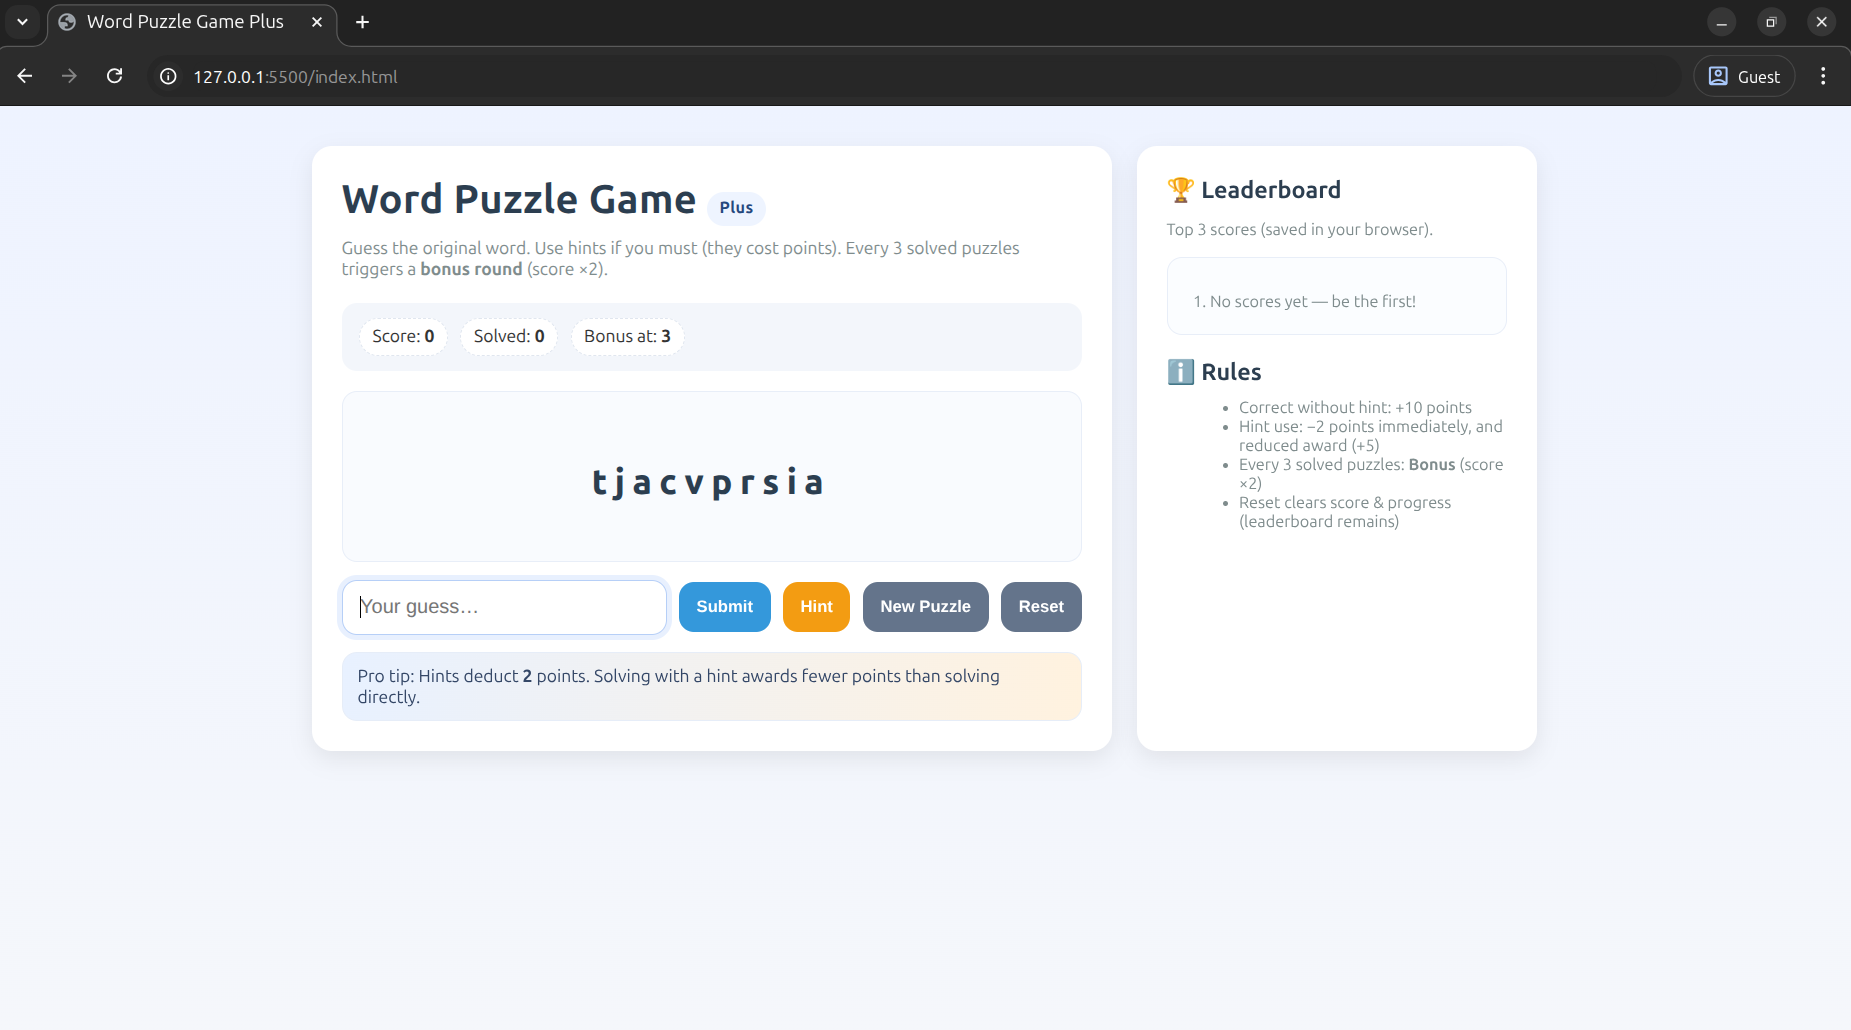 Word Puzzle Game Plus
127.0.0.1:5500/index.html
Guest
Word Puzzle Game Plus
Guess the original word. Use hints if you must (they cost points). Every 3 solved puzzles
triggers a bonus round (score ×2).
Score: 0 Solved: 0 Bonus at: 3
tjacvprsia
Your guess…
Submit Hint New Puzzle Reset
Pro tip: Hints deduct 2 points. Solving with a hint awards fewer points than solving
directly.
🏆 Leaderboard
Top 3 scores (saved in your browser).
1. No scores yet — be the first!
ℹ️ Rules
• Correct without hint: +10 points
• Hint use: −2 points immediately, and
reduced award (+5)
• Every 3 solved puzzles: Bonus (score
×2)
• Reset clears score & progress
(leaderboard remains)